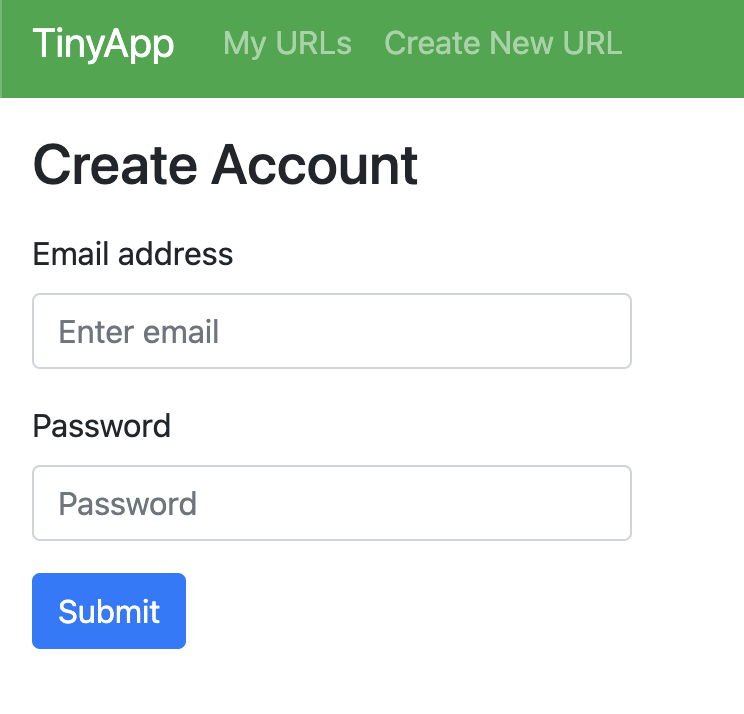 TinyApp My URLs Create New URL
Create Account
Email address
Enter email
Password
Password
Submit